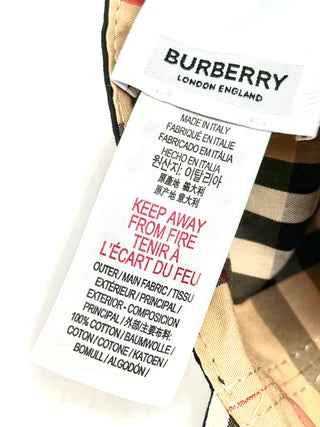 BURBERRY
LONDON ENGLAND
MADE IN ITALY
FABRIQUÉ EN ITALIE
FABRICADO EM ITÁLIA
HECHO EN ITALIA
원산지: 이탈리아
原產地 義大利
原产地 意大利
KEEP AWAY
FROM FIRE
TENIR À
L'ÉCART DU FEU
OUTER / MAIN FABRIC / TISSU
EXTÉRIEUR / PRINCIPAL /
EXTERIOR - COMPOSICION
PRINCIPAL / 外部/主要布料:
100% COTTON / BAUMWOLLE /
COTON / COTONE / KATOEN /
BOMULL / ALGODÓN /